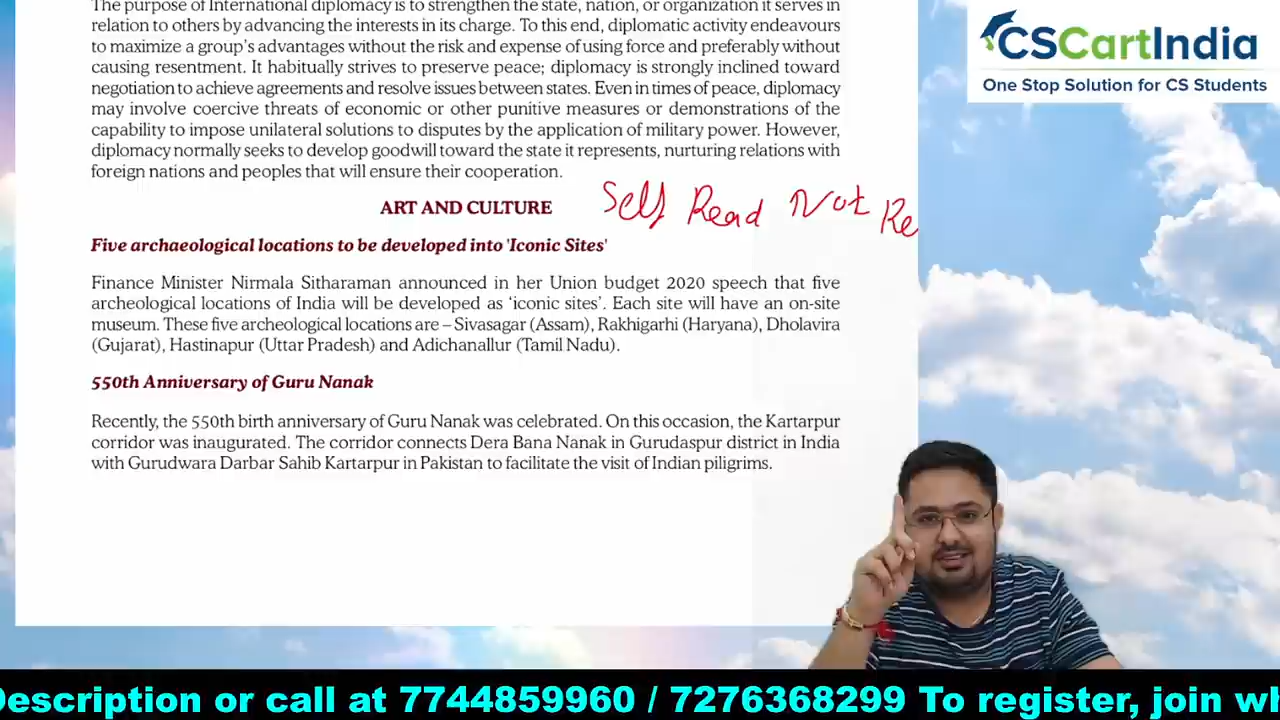 The purpose of International diplomacy is to strengthen the state, nation, or organization it serves in
relation to others by advancing the interests in its charge. To this end, diplomatic activity endeavours
to maximize a group's advantages without the risk and expense of using force and preferably without
causing resentment. It habitually strives to preserve peace; diplomacy is strongly inclined toward
negotiation to achieve agreements and resolve issues between states. Even in times of peace, diplomacy
may involve coercive threats of economic or other punitive measures or demonstrations of the
capability to impose unilateral solutions to disputes by the application of military power. However,
diplomacy normally seeks to develop goodwill toward the state it represents, nurturing relations with
foreign nations and peoples that will ensure their cooperation.
ART AND CULTURE
Self Read Not Re
Five archaeological locations to be developed into 'Iconic Sites'
Finance Minister Nirmala Sitharaman announced in her Union budget 2020 speech that five
archeological locations of India will be developed as 'iconic sites'. Each site will have an on-site
museum. These five archeological locations are – Sivasagar (Assam), Rakhigarhi (Haryana), Dholavira
(Gujarat), Hastinapur (Uttar Pradesh) and Adichanallur (Tamil Nadu).
550th Anniversary of Guru Nanak
Recently, the 550th birth anniversary of Guru Nanak was celebrated. On this occasion, the Kartarpur
corridor was inaugurated. The corridor connects Dera Bana Nanak in Gurudaspur district in India
with Gurudwara Darbar Sahib Kartarpur in Pakistan to facilitate the visit of Indian piligrims.
CSCartIndia
One Stop Solution for CS Students
Description or call at 7744859960 / 7276368299 To register, join wh